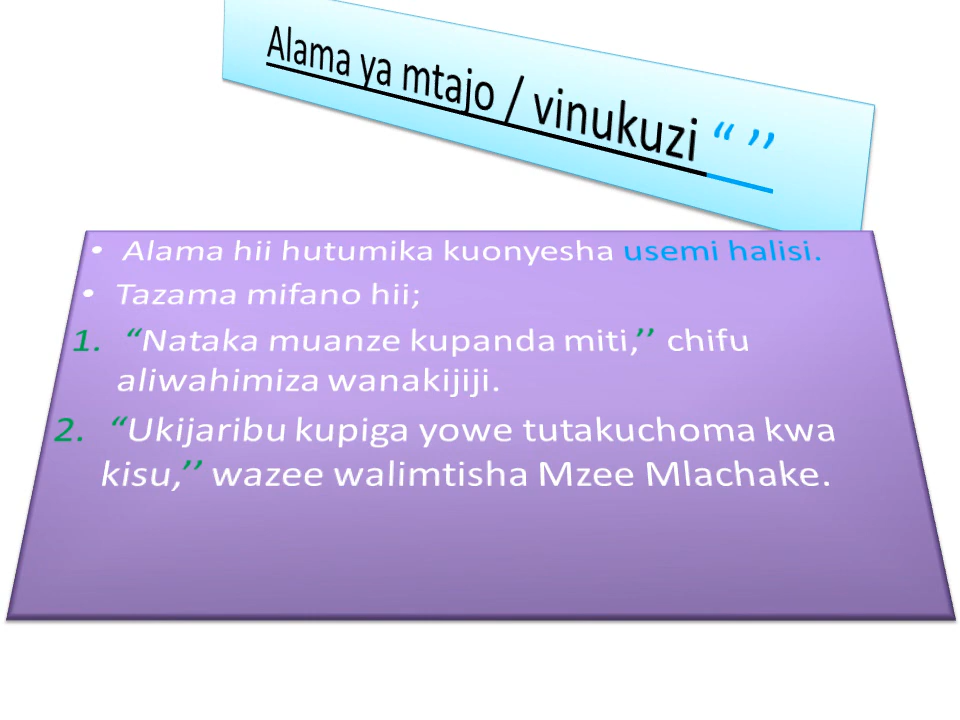 Alama ya mtajo / vinukuzi “ ’’
• Alama hii hutumika kuonyesha usemi halisi.
• Tazama mifano hii;
1. “Nataka muanze kupanda miti,’’ chifu
aliwahimiza wanakijiji.
2. “Ukijaribu kupiga yowe tutakuchoma kwa
kisu,’’ wazee walimtisha Mzee Mlachake.